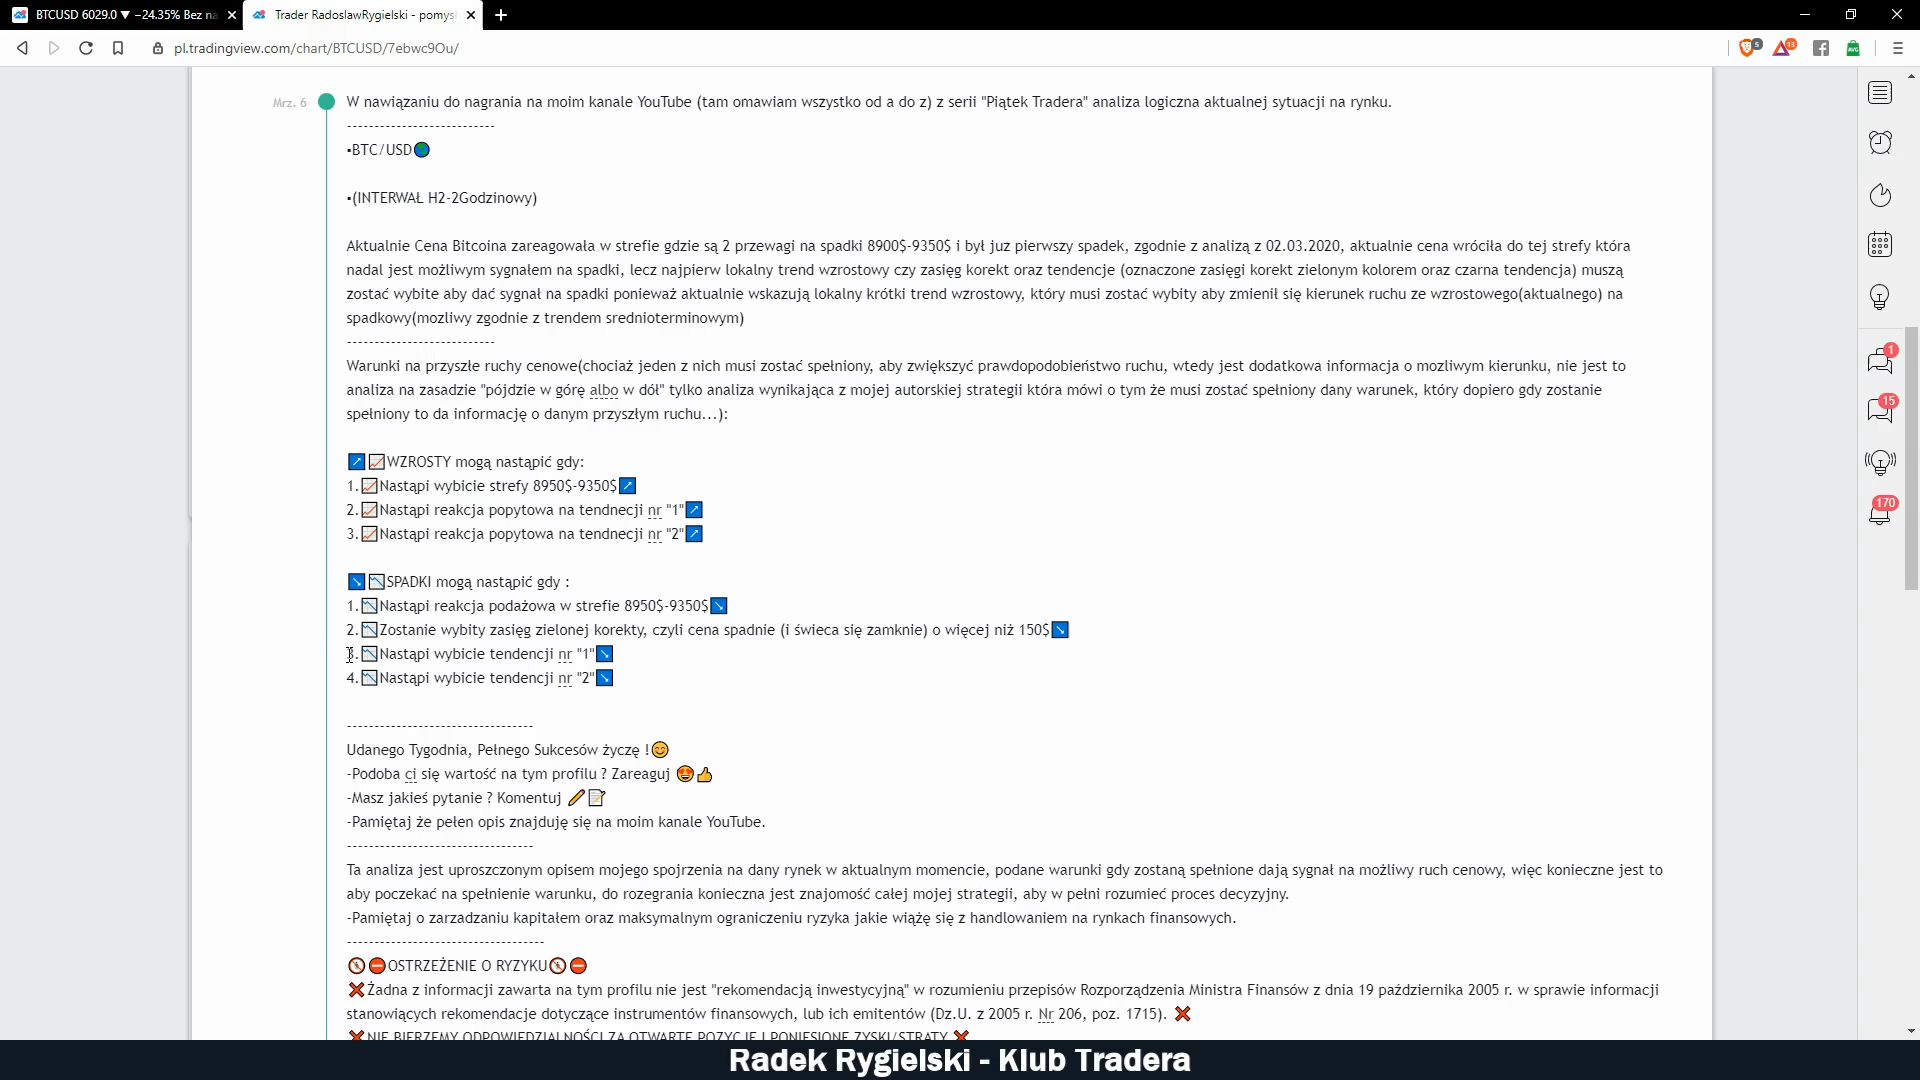 BTCUSD 6029.0 ▼ −24.35% Bez na
Trader RadoslawRygielski - pomys
pl.tradingview.com/chart/BTCUSD/7ebwc9Ou/
5
13
Mrz. 6
W nawiązaniu do nagrania na moim kanale YouTube (tam omawiam wszystko od a do z) z serii "Piątek Tradera" analiza logiczna aktualnej sytuacji na rynku.
---------------------------
▪BTC/USD🌍
▪(INTERWAŁ H2-2Godzinowy)
Aktualnie Cena Bitcoina zareagowała w strefie gdzie są 2 przewagi na spadki 8900$-9350$ i był juz pierwszy spadek, zgodnie z analizą z 02.03.2020, aktualnie cena wróciła do tej strefy która
nadal jest możliwym sygnałem na spadki, lecz najpierw lokalny trend wzrostowy czy zasięg korekt oraz tendencje (oznaczone zasięgi korekt zielonym kolorem oraz czarna tendencja) muszą
zostać wybite aby dać sygnał na spadki ponieważ aktualnie wskazują lokalny krótki trend wzrostowy, który musi zostać wybity aby zmienił się kierunek ruchu ze wzrostowego(aktualnego) na
spadkowy(mozliwy zgodnie z trendem srednioterminowym)
---------------------------
Warunki na przyszłe ruchy cenowe(chociaż jeden z nich musi zostać spełniony, aby zwiększyć prawdopodobieństwo ruchu, wtedy jest dodatkowa informacja o mozliwym kierunku, nie jest to
analiza na zasadzie "pójdzie w górę albo w dół" tylko analiza wynikająca z mojej autorskiej strategii która mówi o tym że musi zostać spełniony dany warunek, który dopiero gdy zostanie
spełniony to da informację o danym przyszłym ruchu...):
↗📈WZROSTY mogą nastąpić gdy:
1.📈Nastąpi wybicie strefy 8950$-9350$↗
2.📈Nastąpi reakcja popytowa na tendnecji nr "1"↗
3.📈Nastąpi reakcja popytowa na tendnecji nr "2"↗
↘📉SPADKI mogą nastąpić gdy :
1.📉Nastąpi reakcja podażowa w strefie 8950$-9350$↘
2.📉Zostanie wybity zasięg zielonej korekty, czyli cena spadnie (i świeca się zamknie) o więcej niż 150$↘
3.📉Nastąpi wybicie tendencji nr "1"↘
4.📉Nastąpi wybicie tendencji nr "2"↘
----------------------------------
Udanego Tygodnia, Pełnego Sukcesów życzę !😊
-Podoba ci się wartość na tym profilu ? Zareaguj 😍👍
-Masz jakieś pytanie ? Komentuj ✏📝
-Pamiętaj że pełen opis znajduję się na moim kanale YouTube.
----------------------------------
Ta analiza jest uproszczonym opisem mojego spojrzenia na dany rynek w aktualnym momencie, podane warunki gdy zostaną spełnione dają sygnał na możliwy ruch cenowy, więc konieczne jest to
aby poczekać na spełnienie warunku, do rozegrania konieczna jest znajomość całej mojej strategii, aby w pełni rozumieć proces decyzyjny.
-Pamiętaj o zarzadzaniu kapitałem oraz maksymalnym ograniczeniu ryzyka jakie wiążę się z handlowaniem na rynkach finansowych.
------------------------------------
🚷⛔OSTRZEŻENIE O RYZYKU🚷⛔
❌Żadna z informacji zawarta na tym profilu nie jest "rekomendacją inwestycyjną" w rozumieniu przepisów Rozporządzenia Ministra Finansów z dnia 19 października 2005 r. w sprawie informacji
stanowiących rekomendacje dotyczące instrumentów finansowych, lub ich emitentów (Dz.U. z 2005 r. Nr 206, poz. 1715). ❌
❌NIE BIERZEMY ODPOWIEDZIALNOŚCI ZA OTWARTE POZYCJE I PONIESIONE ZYSKI/STRATY ❌
1
15
170
Radek Rygielski - Klub Tradera